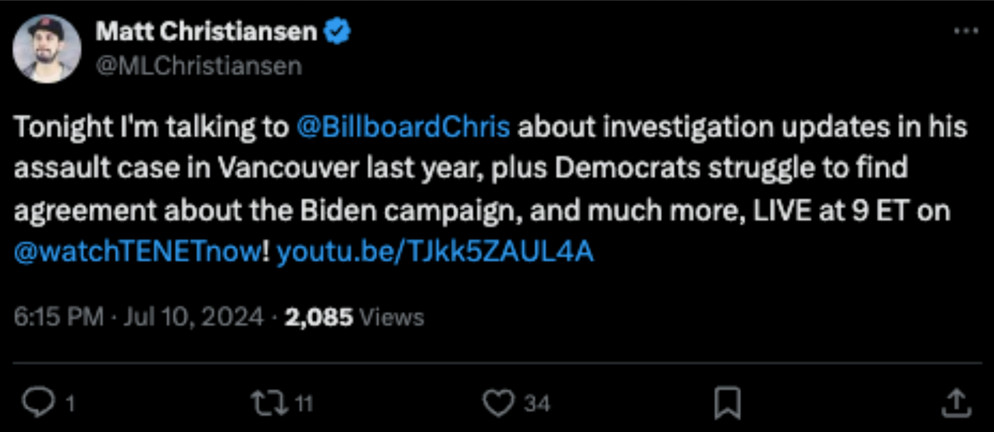 Matt Christiansen
@MLChristiansen
Tonight I'm talking to @BillboardChris about investigation updates in his
assault case in Vancouver last year, plus Democrats struggle to find
agreement about the Biden campaign, and much more, LIVE at 9 ET on
@watchTENETnow! youtu.be/TJkk5ZAUL4A
6:15 PM · Jul 10, 2024 · 2,085 Views
1 11 34